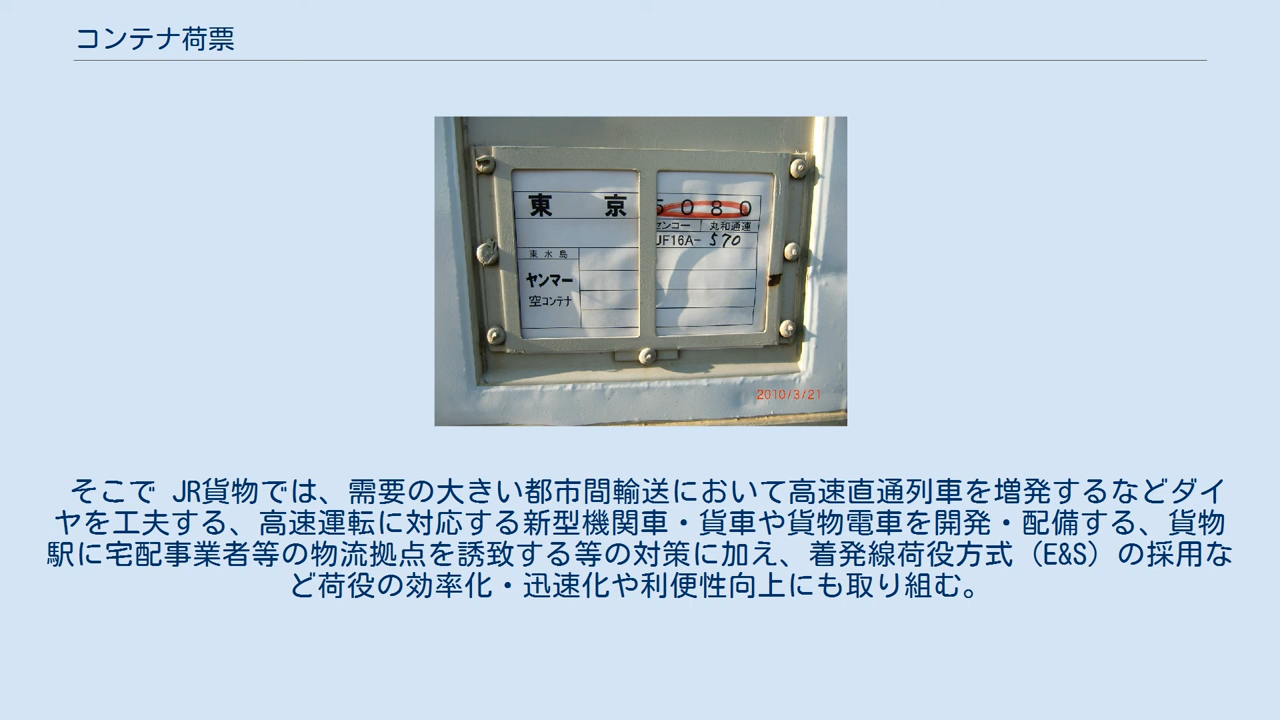 コンテナ荷票
東 京
5080
センコー 丸和通運
UF16A- 570
東水島
ヤンマー
空コンテナ
2010/3/21
そこで JR貨物では、需要の大きい都市間輸送において高速直通列車を増発するなどダイ
ヤを工夫する、高速運転に対応する新型機関車・貨車や貨物電車を開発・配備する、貨物
駅に宅配事業者等の物流拠点を誘致する等の対策に加え、着発線荷役方式（E&S）の採用な
ど荷役の効率化・迅速化や利便性向上にも取り組む。